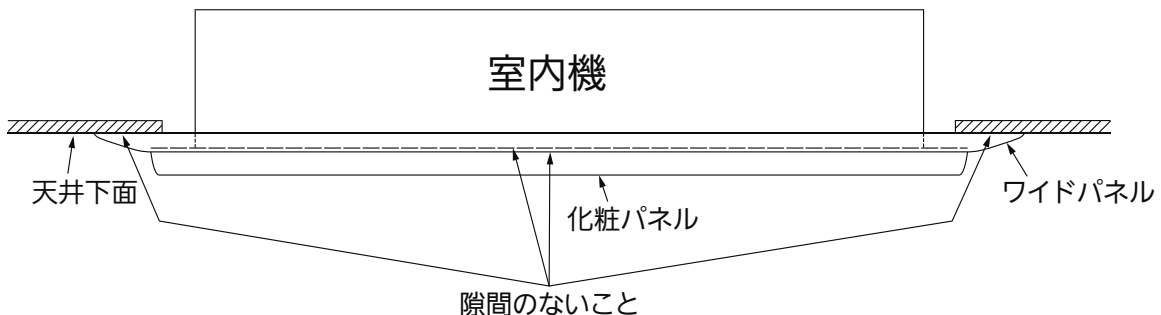 室内機
天井下面
ワイドパネル
化粧パネル
隙間のないこと